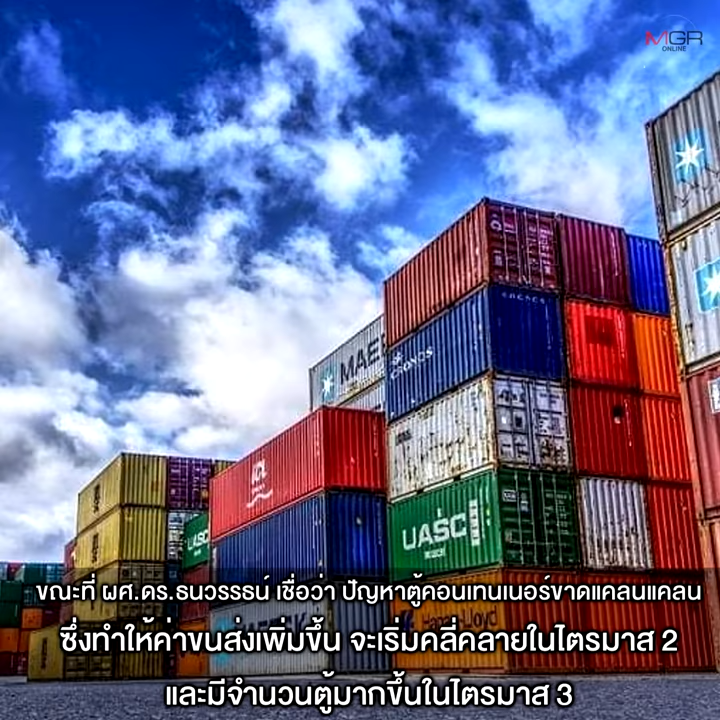 MGR
ONLINE
MAE
CRONOS
UASC
Hapag-Lloyd
ขณะที่ ผศ.ดร.ธนวรรธน์ เชื่อว่า ปัญหาตู้คอนเทนเนอร์ขาดแคลนแคลน
ซึ่งทำให้ค่าขนส่งเพิ่มขึ้น จะเริ่มคลี่คลายในไตรมาส 2
และมีจำนวนตู้มากขึ้นในไตรมาส 3